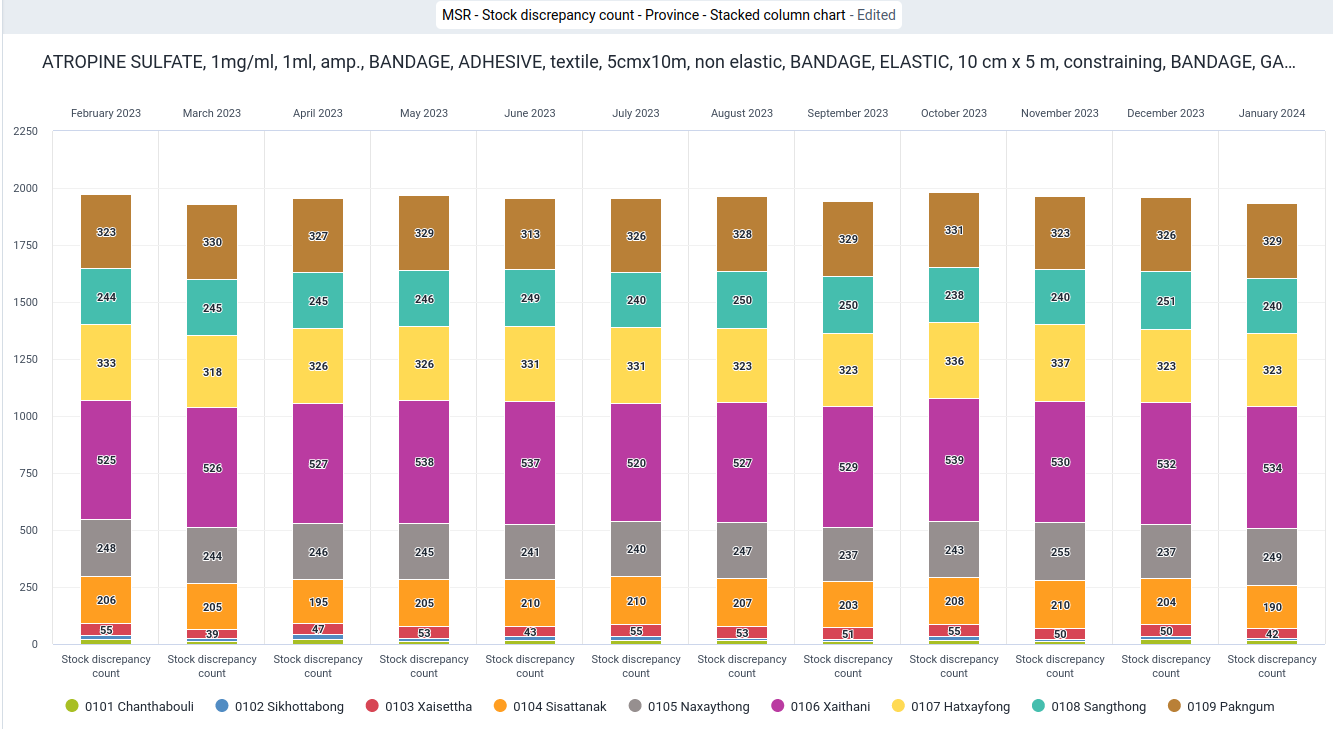 MSR - Stock discrepancy count - Province - Stacked column chart - Edited
ATROPINE SULFATE, 1mg/ml, 1ml, amp., BANDAGE, ADHESIVE, textile, 5cmx10m, non elastic, BANDAGE, ELASTIC, 10 cm x 5 m, constraining, BANDAGE, GA...
February 2023 March 2023 April 2023 May 2023 June 2023 July 2023 August 2023 September 2023 October 2023 November 2023 December 2023 January 2024
2250
2000
323 330 327 329 313 326 328 329 331 323 326 329
1750
1500
244 245 245 246 249 240 250 250 238 240 251 240
1250
333 318 326 326 331 331 323 323 336 337 323 323
1000
750
525 526 527 538 537 520 527 529 539 530 532 534
500
248 244 246 245 241 240 247 237 243 255 237 249
250
206 205 195 205 210 210 207 203 208 210 204 190
55 39 47 53 43 55 53 51 55 50 50 42
0
Stock discrepancy Stock discrepancy Stock discrepancy Stock discrepancy Stock discrepancy Stock discrepancy Stock discrepancy Stock discrepancy Stock discrepancy Stock discrepancy Stock discrepancy Stock discrepancy
count count count count count count count count count count count count
0101 Chanthabouli 0102 Sikhottabong 0103 Xaisettha 0104 Sisattanak 0105 Naxaythong 0106 Xaithani 0107 Hatxayfong 0108 Sangthong 0109 Pakngum